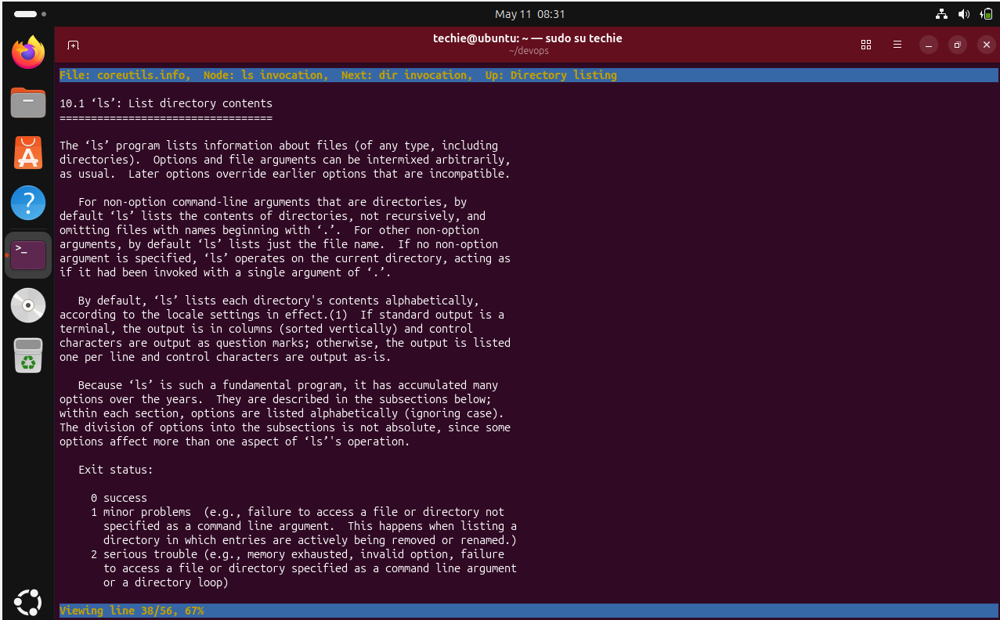 May 11  08:31
techie@ubuntu: ~ — sudo su techie
~/devops
File: coreutils.info,  Node: ls invocation,  Next: dir invocation,  Up: Directory listing
10.1 ‘ls’: List directory contents
==================================
The ‘ls’ program lists information about files (of any type, including
directories).  Options and file arguments can be intermixed arbitrarily,
as usual.  Later options override earlier options that are incompatible.
   For non-option command-line arguments that are directories, by
default ‘ls’ lists the contents of directories, not recursively, and
omitting files with names beginning with ‘.’.  For other non-option
arguments, by default ‘ls’ lists just the file name.  If no non-option
argument is specified, ‘ls’ operates on the current directory, acting as
if it had been invoked with a single argument of ‘.’.
   By default, ‘ls’ lists each directory's contents alphabetically,
according to the locale settings in effect.(1)  If standard output is a
terminal, the output is in columns (sorted vertically) and control
characters are output as question marks; otherwise, the output is listed
one per line and control characters are output as-is.
   Because ‘ls’ is such a fundamental program, it has accumulated many
options over the years.  They are described in the subsections below;
within each section, options are listed alphabetically (ignoring case).
The division of options into the subsections is not absolute, since some
options affect more than one aspect of ‘ls’'s operation.
   Exit status:
     0 success
     1 minor problems  (e.g., failure to access a file or directory not
       specified as a command line argument.  This happens when listing a
       directory in which entries are actively being removed or renamed.)
     2 serious trouble (e.g., memory exhausted, invalid option, failure
       to access a file or directory specified as a command line argument
       or a directory loop)
Viewing line 38/56, 67%